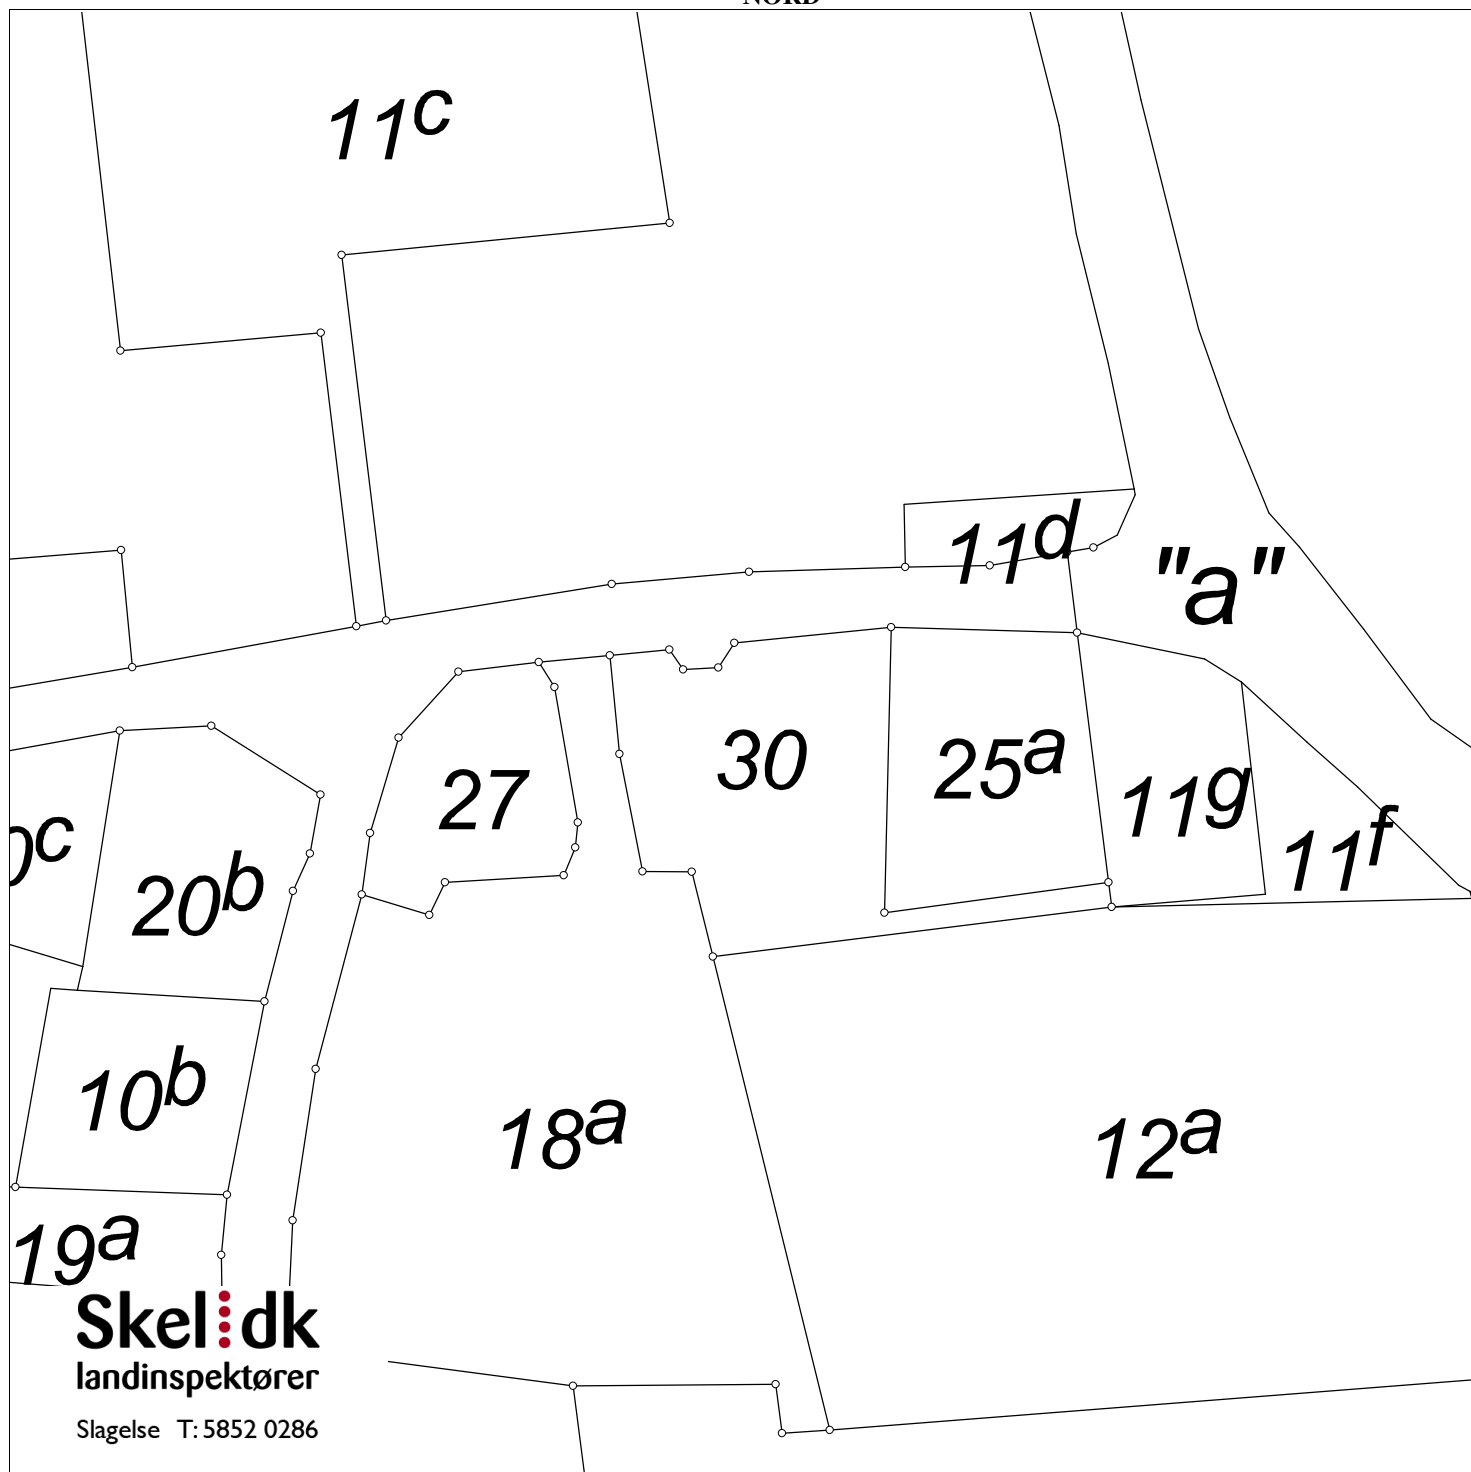 NORD
11c
11d
"a"
30
25a
27
11g
11f
0c
20b
10b
18a
12a
19a
Skel dk
landinspektører
Slagelse T: 5852 0286